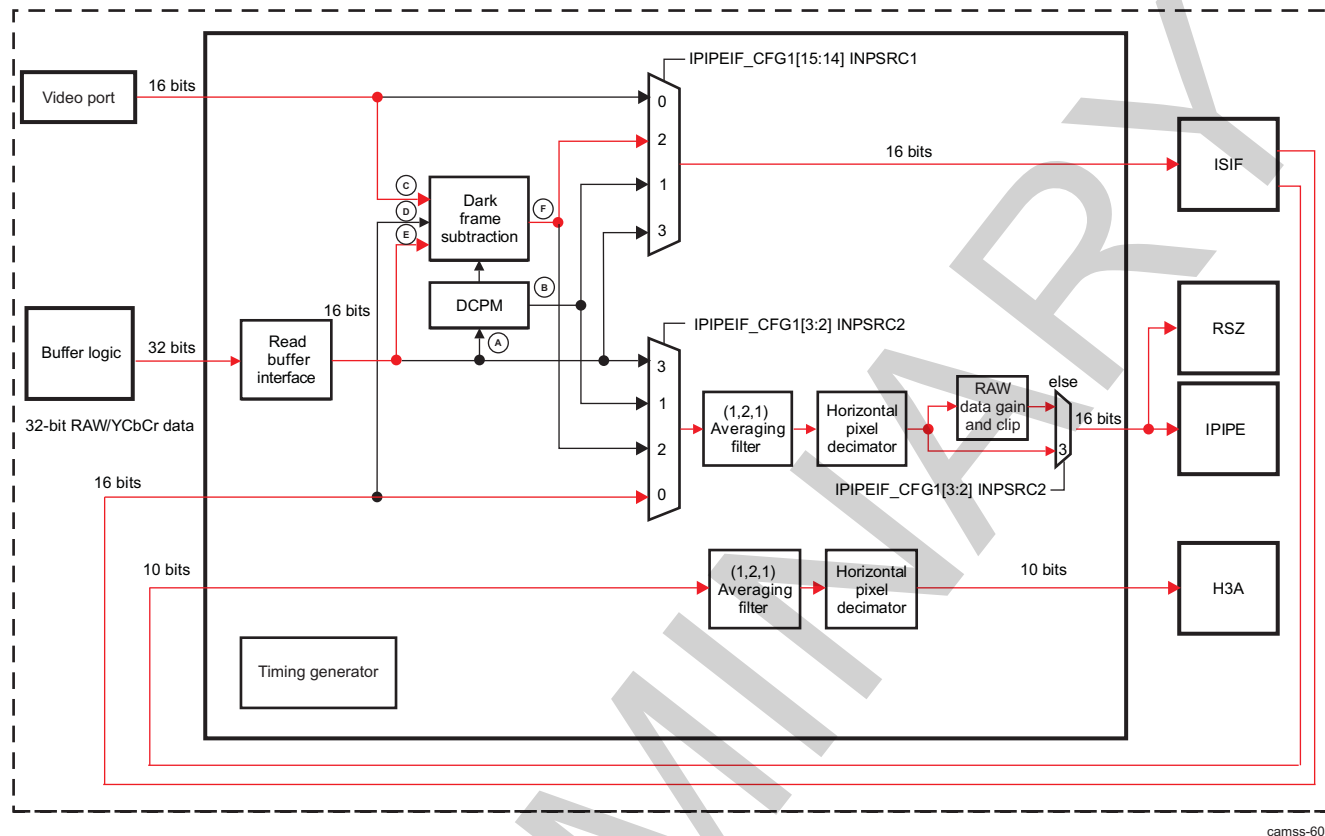 IPIPEIF_CFG1[15:14] INPSRC1
Video port
16 bits
0
2
1
3
16 bits
ISIF
C
D
E
F
Dark
frame
subtraction
B
DCPM
A
16 bits
Buffer logic
32 bits
Read
buffer
interface
32-bit RAW/YCbCr data
IPIPEIF_CFG1[3:2] INPSRC2
3
1
2
0
(1,2,1)
Averaging
filter
Horizontal
pixel
decimator
RAW
data gain
and clip
else
3
16 bits
IPIPEIF_CFG1[3:2] INPSRC2
RSZ
IPIPE
16 bits
10 bits
(1,2,1)
Averaging
filter
Horizontal
pixel
decimator
10 bits
H3A
Timing generator
MINARY
camss-60